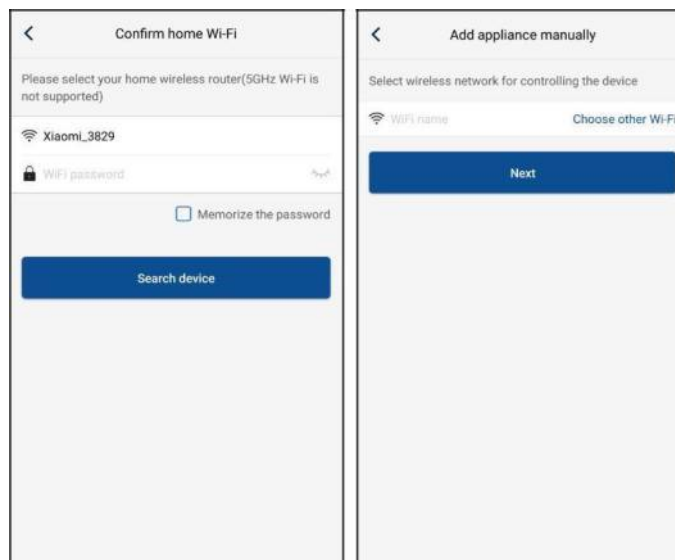 Confirm home Wi-Fi
Please select your home wireless router(5GHz Wi-Fi is
not supported)
Xiaomi_3829
WiFi password
Memorize the password
Search device
Add appliance manually
Select wireless network for controlling the device
WiFi name
Choose other Wi-Fi
Next